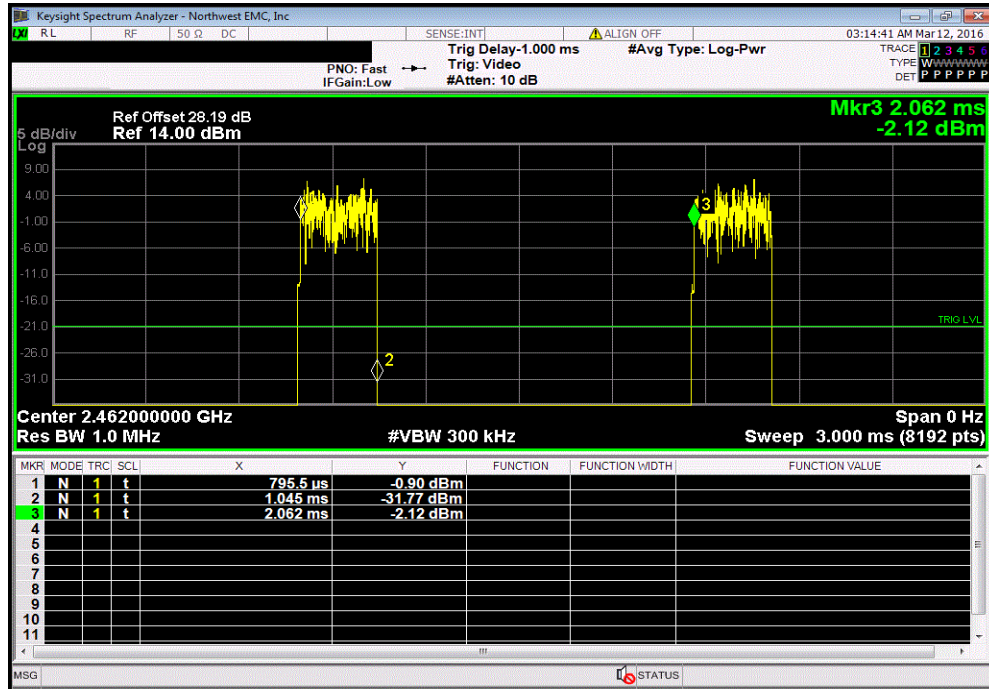 Keysight Spectrum Analyzer - Northwest EMC, Inc
LXI RL RF 50 Ω DC SENSE:INT ALIGN OFF 03:14:41 AM Mar 12, 2016
Trig Delay-1.000 ms #Avg Type: Log-Pwr TRACE 1 2 3 4 5 6
PNO: Fast Trig: Video TYPE WWWWWW
IFGain:Low #Atten: 10 dB DET P P P P P P
Mkr3 2.062 ms
-2.12 dBm
Ref Offset 28.19 dB
5 dB/div Ref 14.00 dBm
Log
9.00
4.00
-1.00
-6.00
-11.0
-16.0
-21.0
-26.0
-31.0
3
TRIG LVL
2
Center 2.462000000 GHz Span 0 Hz
Res BW 1.0 MHz #VBW 300 kHz Sweep 3.000 ms (8192 pts)
MKR MODE TRC SCL X Y FUNCTION FUNCTION WIDTH FUNCTION VALUE
1 N 1 t 795.5 µs -0.90 dBm
2 N 1 t 1.045 ms -31.77 dBm
3 N 1 t 2.062 ms -2.12 dBm
4
5
6
7
8
9
10
11
MSG STATUS